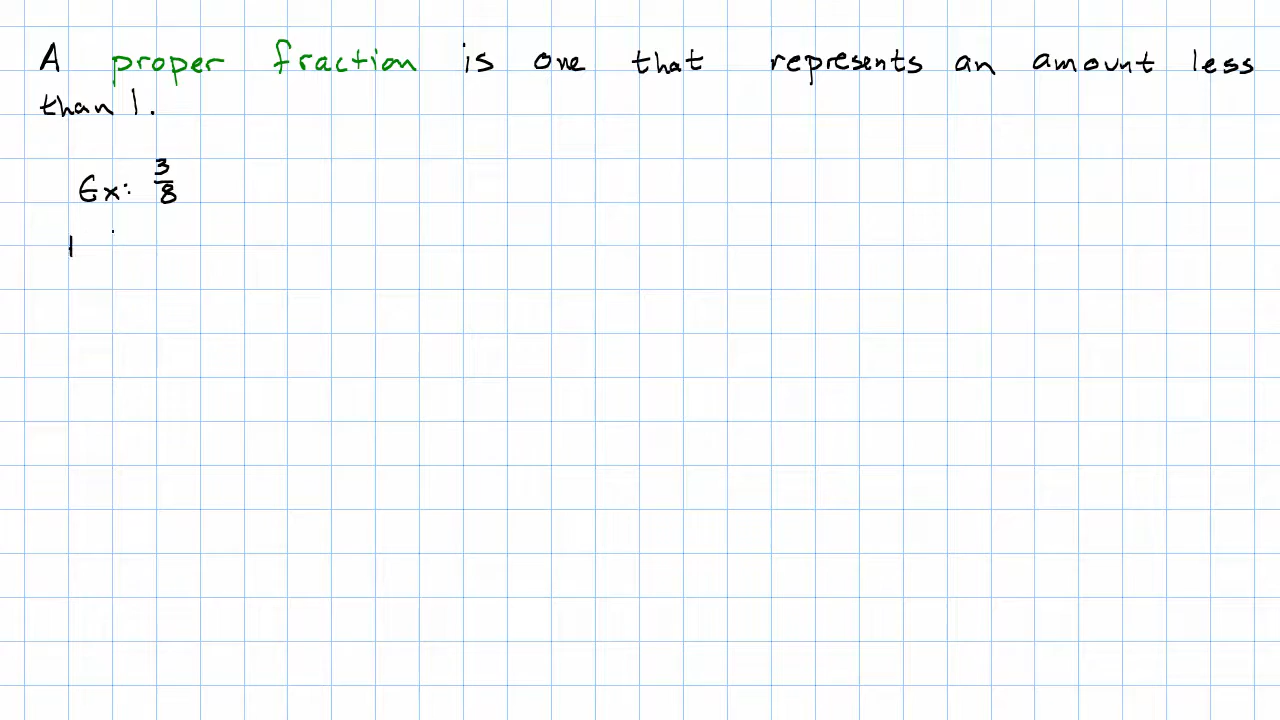 A proper fraction is one that represents an amount less
than 1.
Ex: 3/8